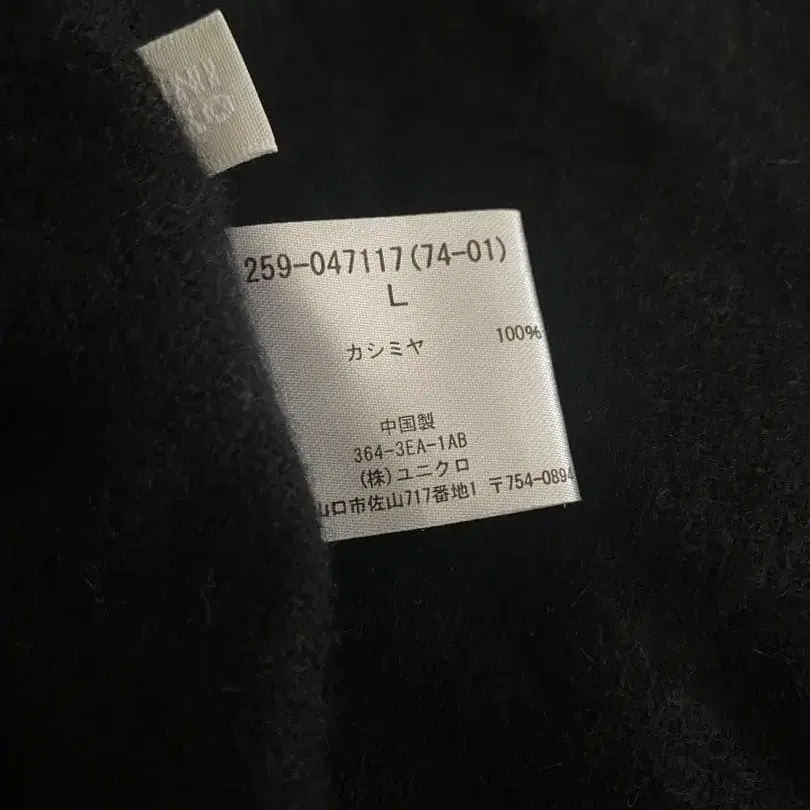 259-047117(74-01)
L
カシミヤ 100%
中国製
364-3EA-1AB
(株)ユニクロ
山口市佐山717番地1 〒754-0894